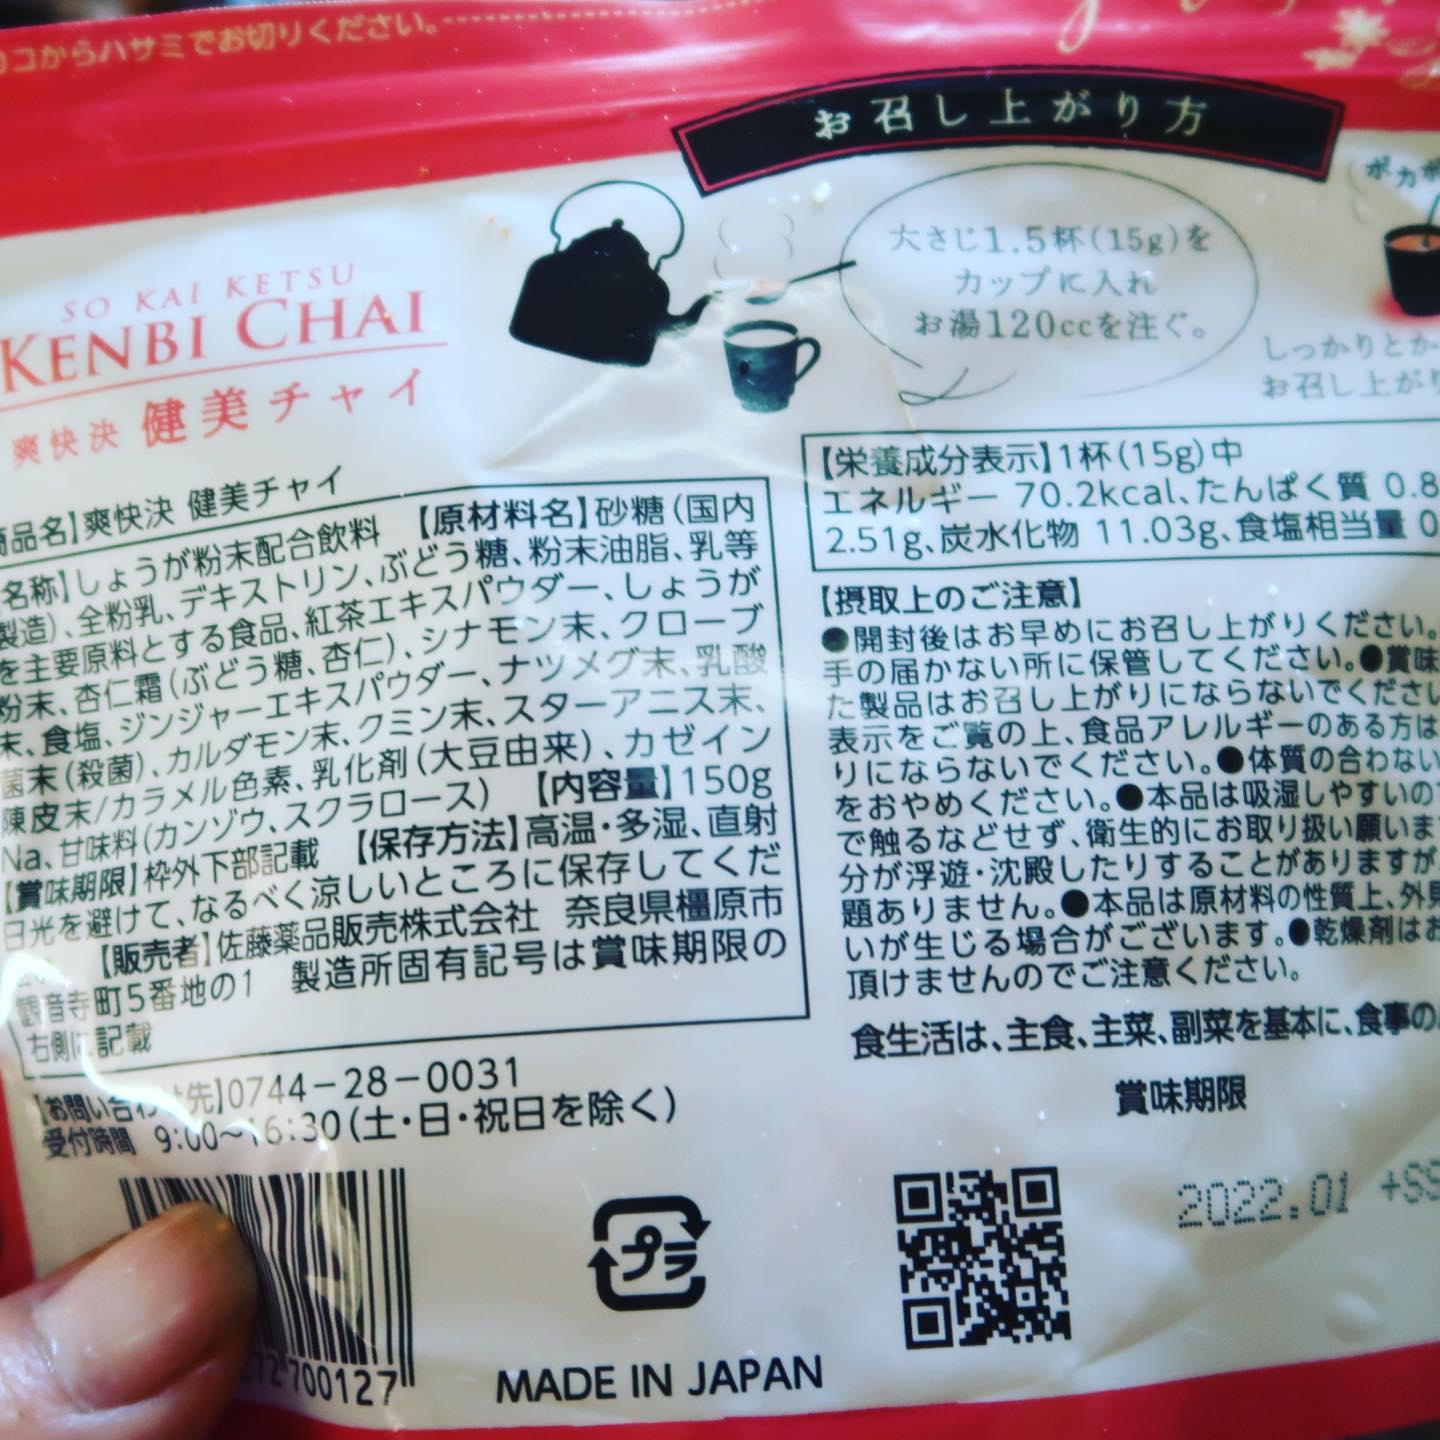 コからハサミでお切りください。
お召し上がり方
大さじ1.5杯(15g)を
カップに入れ
お湯120ccを注ぐ。
ポカポ
しっかりとか
お召し上が
SO KAI KETSU
KENBI CHAI
爽快決 健美チャイ
商品名】爽快決 健美チャイ
名称】しょうが粉末配合飲料 【原材料名】砂糖(国内
製造)、全粉乳、デキストリン、ぶどう糖、粉末油脂、乳等
を主要原料とする食品、紅茶エキスパウダー、しょうが
粉末、杏仁霜(ぶどう糖、杏仁)、シナモン末、クローブ
末、食塩、ジンジャーエキスパウダー、ナツメグ末、乳酸
菌末(殺菌)、カルダモン末、クミン末、スターアニス末、
陳皮末/カラメル色素、乳化剤(大豆由来)、カゼイン
Na、甘味料(カンゾウ、スクラロース) 【内容量】150g
【賞味期限】枠外下部記載 【保存方法】高温・多湿、直射
日光を避けて、なるべく涼しいところに保存してくだ
【販売者】佐藤薬品販売株式会社 奈良県橿原市
観音寺町5番地の1 製造所固有記号は賞味期限の
右側に記載
【お問い合わせ先】0744-28-0031
受付時間 9:00~16:30(土・日・祝日を除く)
【栄養成分表示】1杯(15g)中
エネルギー 70.2kcal、たんぱく質 0.8
2.51g、炭水化物 11.03g、食塩相当量 0
【摂取上のご注意】
●開封後はお早めにお召し上がりください。
手の届かない所に保管してください。●賞味
た製品はお召し上がりにならないでください
表示をご覧の上、食品アレルギーのある方は
りにならないでください。●体質の合わない
をおやめください。●本品は吸湿しやすいの
で触るなどせず、衛生的にお取り扱い願いま
分が浮遊・沈殿したりすることがありますが
題ありません。●本品は原材料の性質上、外見
いが生じる場合がございます。●乾燥剤はお
頂けませんのでご注意ください。
食生活は、主食、主菜、副菜を基本に、食事の
賞味期限
2022.01 +SS
プラ
MADE IN JAPAN
272 700127